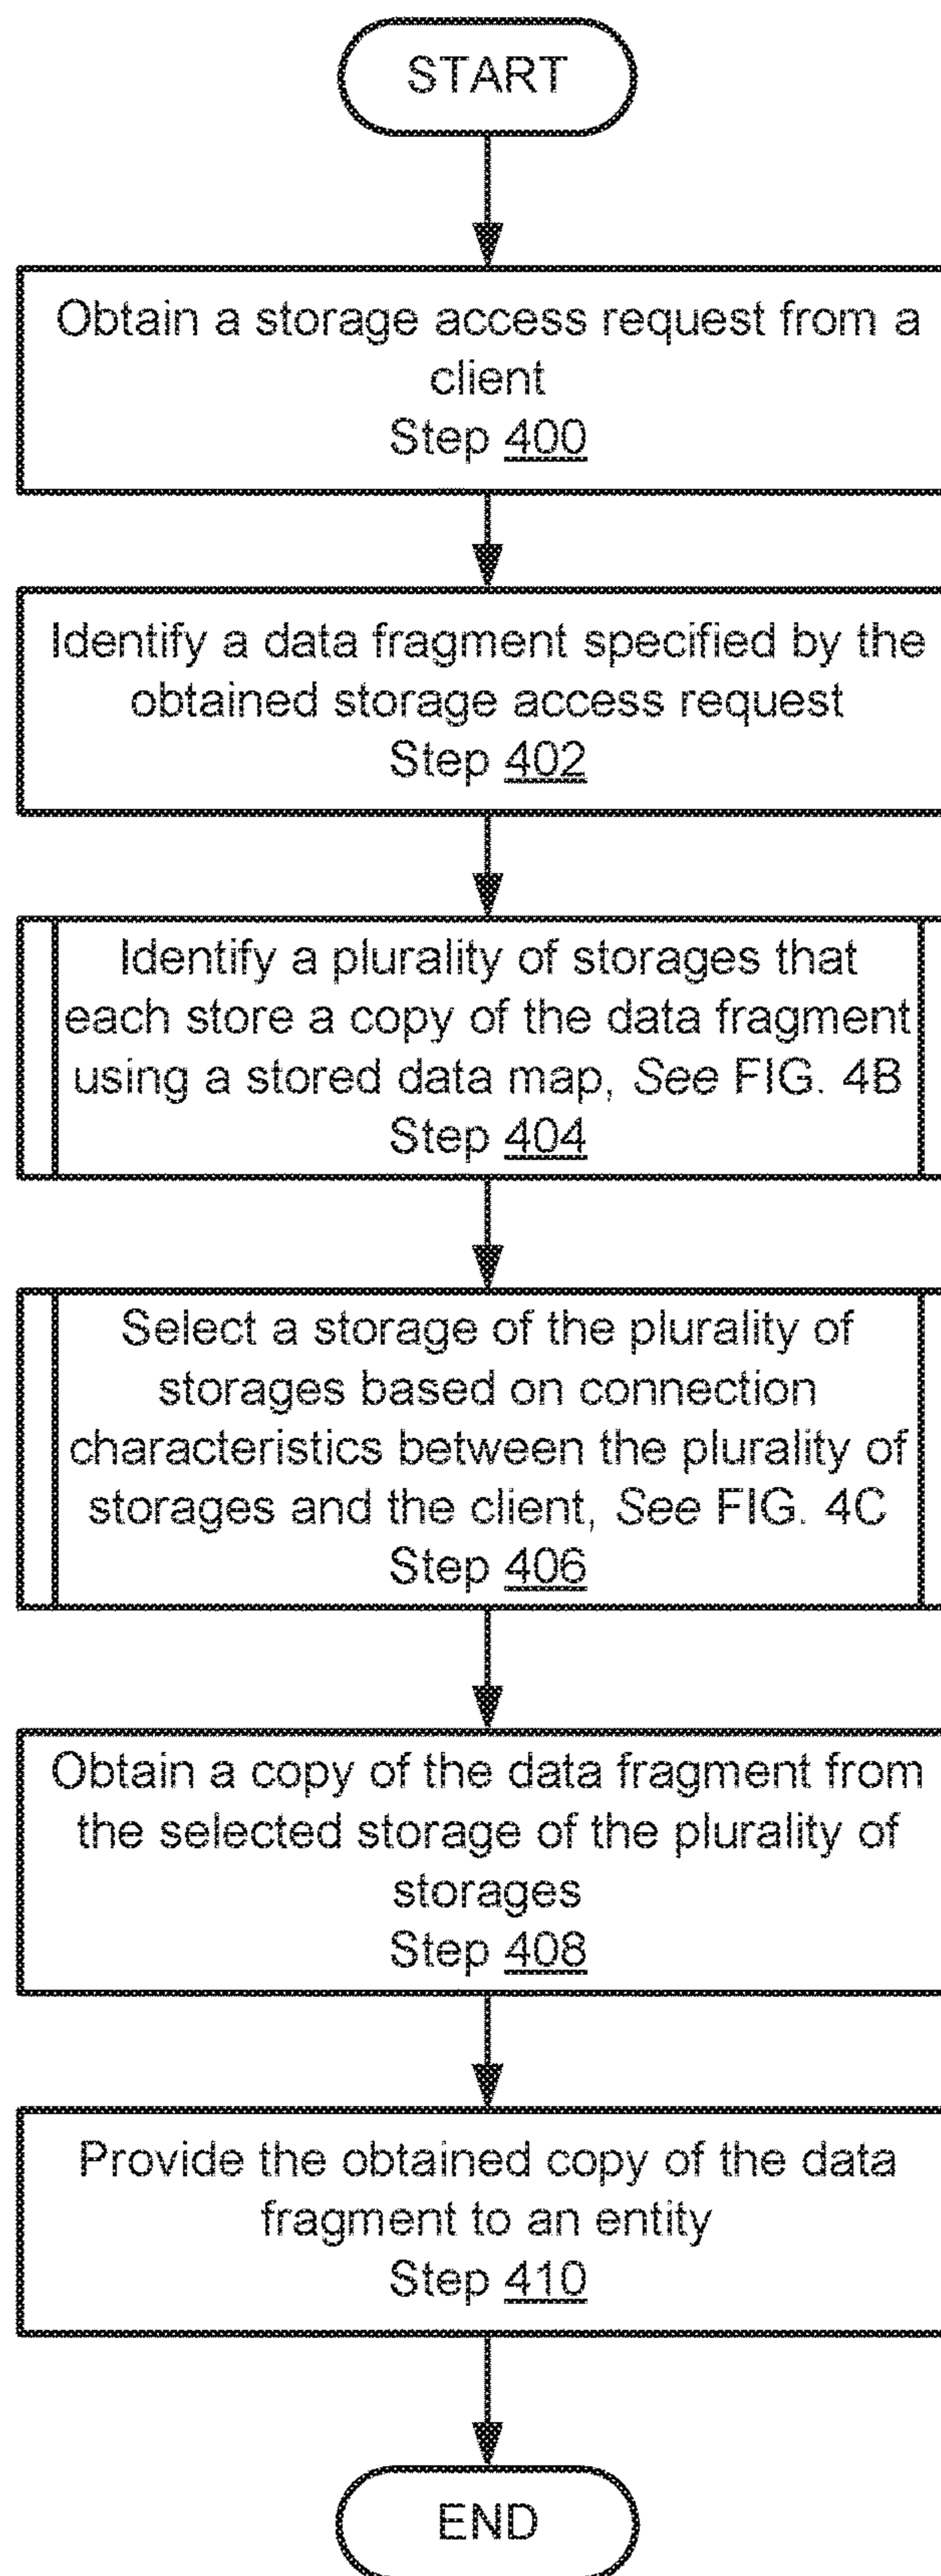 START
Obtain a storage access request from a
client
Step 400
Identify a data fragment specified by the
obtained storage access request
Step 402
Identify a plurality of storages that
each store a copy of the data fragment
using a stored data map, See FIG. 4B
Step 404
Select a storage of the plurality of
storages based on connection
characteristics between the plurality of
storages and the client, See FIG. 4C
Step 406
Obtain a copy of the data fragment from
the selected storage of the plurality of
storages
Step 408
Provide the obtained copy of the data
fragment to an entity
Step 410
END